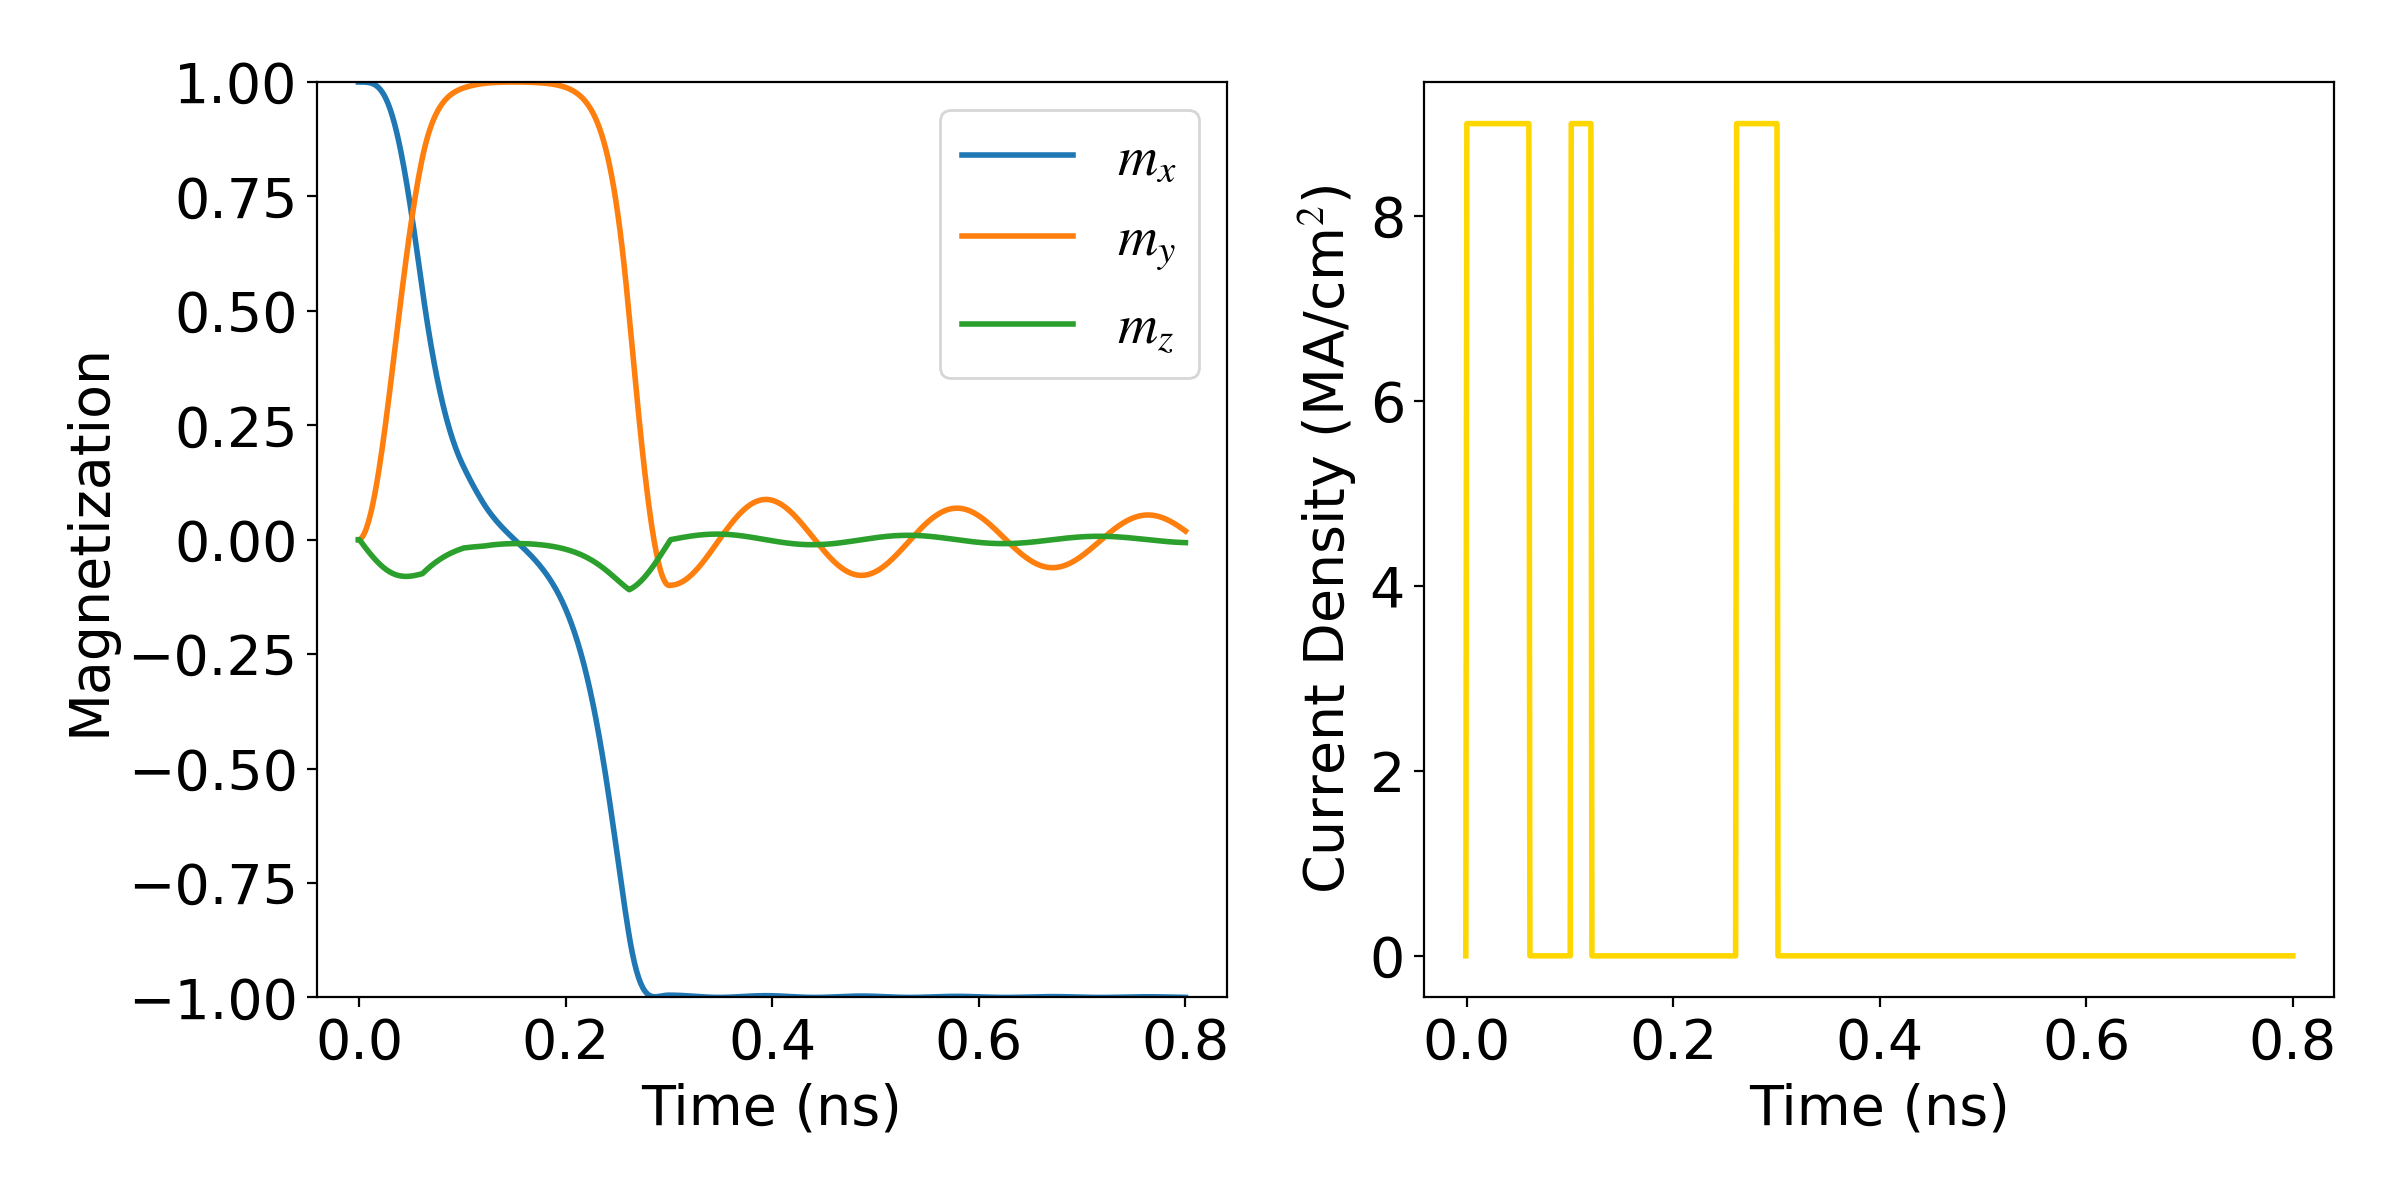 Magnetization
1.00
0.75
0.50
0.25
0.00
−0.25
−0.50
−0.75
−1.00
0.0 0.2 0.4 0.6 0.8
Time (ns)
m_x
m_y
m_z
Current Density (MA/cm²)
8
6
4
2
0
0.0 0.2 0.4 0.6 0.8
Time (ns)